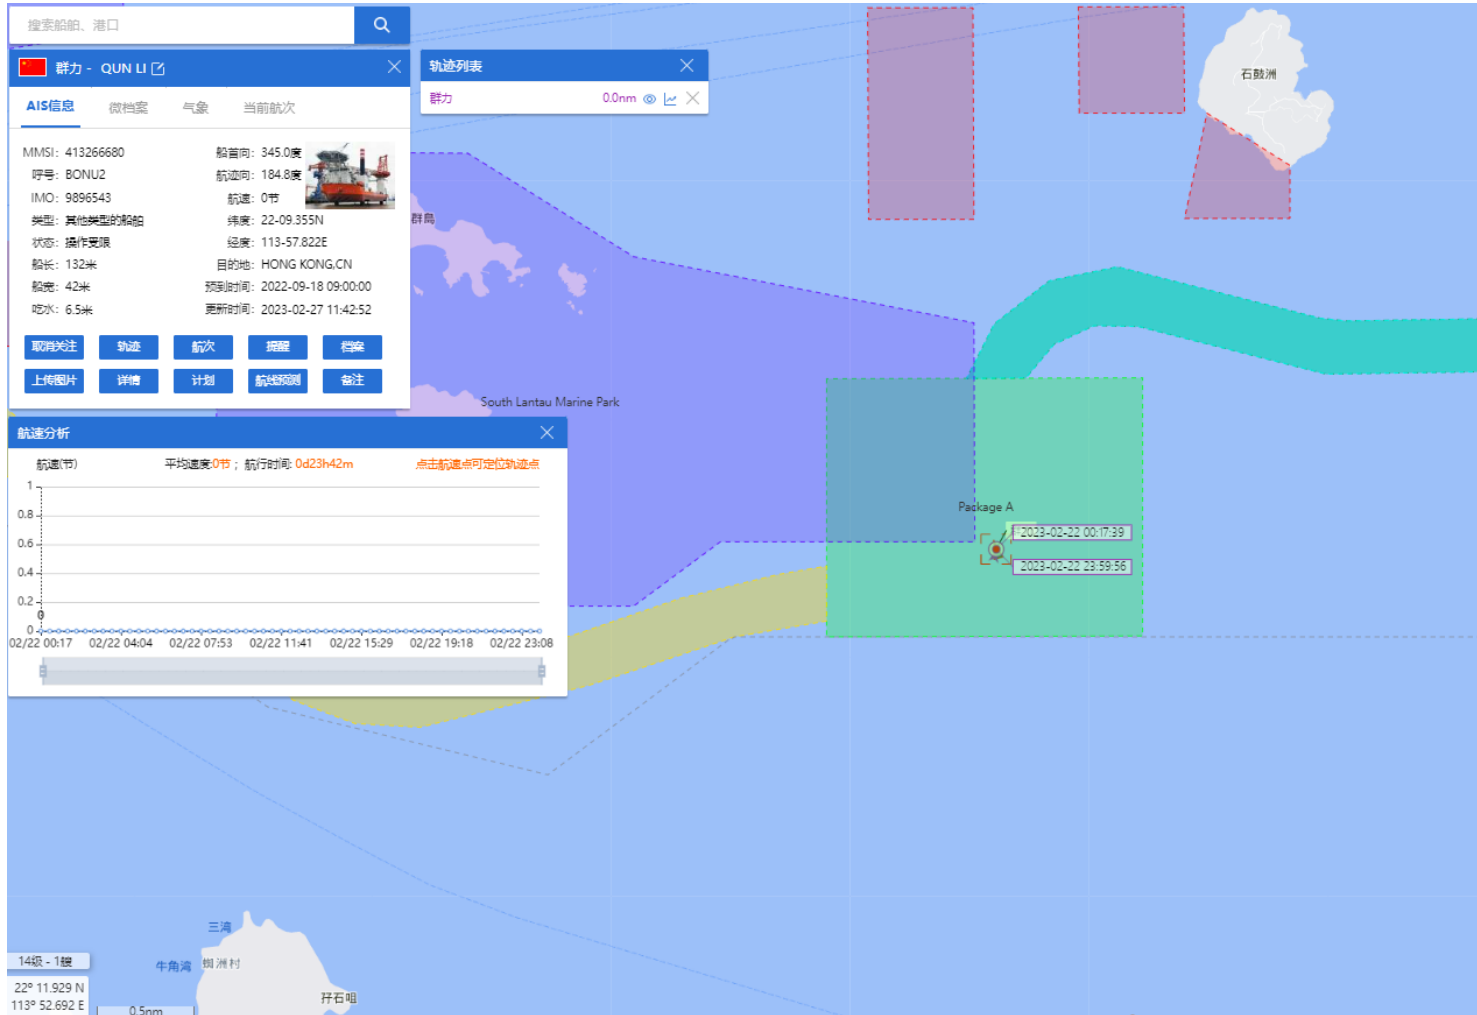 搜索船舶、港口
群力 - QUN LI
AIS信息 微档案 气象 当前航次
MMSI: 413266680 船首向: 345.0度
呼号: BONU2 航迹向: 184.8度
IMO: 9896543 航速: 0节
类型: 其他类型的船舶 纬度: 22-09.355N
状态: 操作受限 经度: 113-57.822E
船长: 132米 目的地: HONG KONG,CN
船宽: 42米 预到时间: 2022-09-18 09:00:00
吃水: 6.5米 更新时间: 2023-02-27 11:42:52
取消关注 轨迹 航次 提醒 档案
上传图片 详情 计划 航线预测 备注
轨迹列表
群力 0.0nm
石鼓洲
群島
South Lantau Marine Park
航速分析
航速(节) 平均速度:0节 ; 航行时间: 0d23h42m 点击航速点可定位轨迹点
1
0.8
0.6
0.4
0.2
0
0
02/22 00:17 02/22 04:04 02/22 07:53 02/22 11:41 02/22 15:29 02/22 19:18 02/22 23:08
Package A
2023-02-22 00:17:39
2023-02-22 23:59:56
三湾
牛角湾
蜘洲村
孖石咀
14级 - 1艘
22º 11.929 N
113º 52.692 E
0.5nm